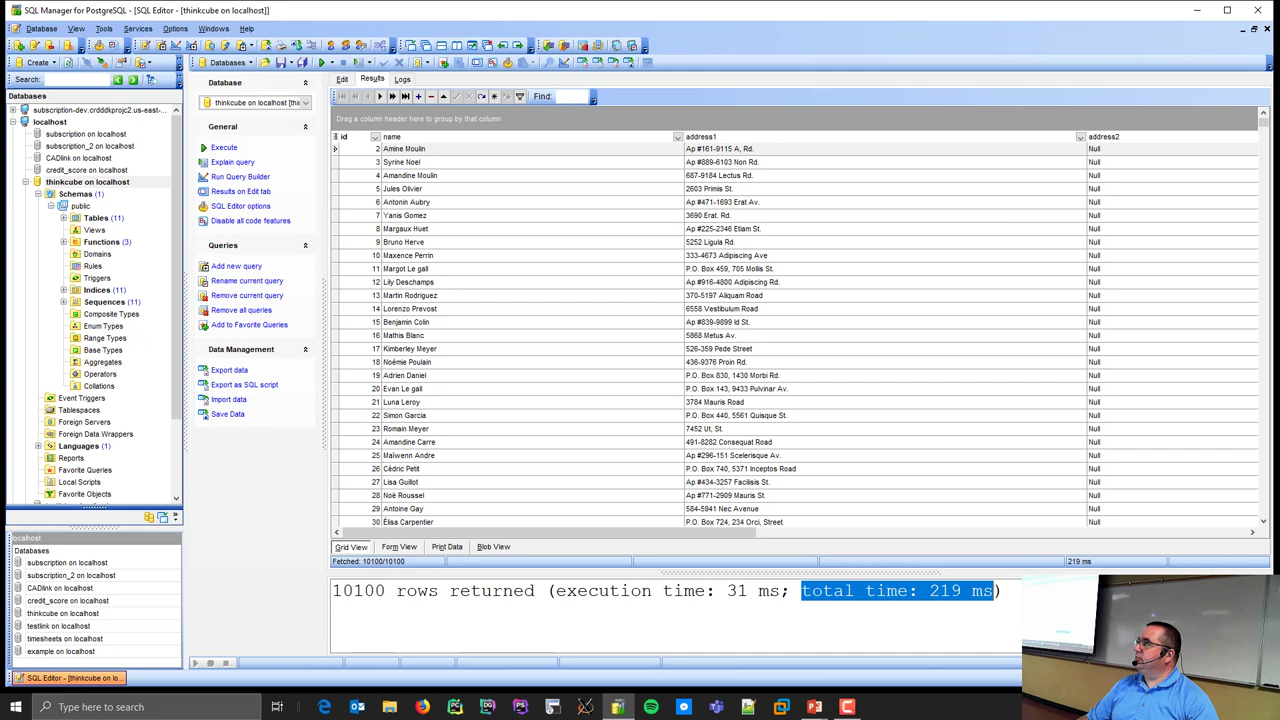 SQL Manager for PostgreSQL - [SQL Editor - [thinkcube on localhost]]
Database View Tools Services Options Windows Help
Create
Search:
Databases
subscription-dev.crdddkprojc2.us-east-...
localhost
subscription on localhost
subscription_2 on localhost
CADlink on localhost
credit_score on localhost
thinkcube on localhost
Schemas (1)
public
Tables (11)
Views
Functions (3)
Domains
Rules
Triggers
Indices (11)
Sequences (11)
Composite Types
Enum Types
Range Types
Base Types
Aggregates
Operators
Collations
Event Triggers
Tablespaces
Foreign Servers
Foreign Data Wrappers
Languages (1)
Reports
Favorite Queries
Local Scripts
Favorite Objects
localhost
Databases
subscription on localhost
subscription_2 on localhost
CADlink on localhost
credit_score on localhost
thinkcube on localhost
testlink on localhost
timesheets on localhost
example on localhost
Databases
Database
thinkcube on localhost [thin
General
Execute
Explain query
Run Query Builder
Results on Edit tab
SQL Editor options
Disable all code features
Queries
Add new query
Rename current query
Remove current query
Remove all queries
Add to Favorite Queries
Data Management
Export data
Export as SQL script
Import data
Save Data
Edit Results Logs
Find:
Drag a column header here to group by that column
id name address1 address2
2 Amine Moulin Ap #161-9115 A, Rd. Null
3 Syrine Noel Ap #889-6103 Non Rd. Null
4 Amandine Moulin 687-9184 Lectus Rd. Null
5 Jules Olivier 2603 Primis St. Null
6 Antonin Aubry Ap #471-1693 Erat Av. Null
7 Yanis Gomez 3690 Erat. Rd. Null
8 Margaux Huet Ap #225-2346 Etiam St. Null
9 Bruno Herve 5252 Ligula Rd. Null
10 Maxence Perrin 333-4673 Adipiscing Ave Null
11 Margot Le gall P.O. Box 459, 705 Mollis St. Null
12 Lily Deschamps Ap #916-4800 Adipiscing Rd. Null
13 Martin Rodriguez 370-5197 Aliquam Road Null
14 Lorenzo Prevost 6558 Vestibulum Road Null
15 Benjamin Colin Ap #839-9899 Id St. Null
16 Mathis Blanc 5868 Metus Av. Null
17 Kimberley Meyer 526-359 Pede Street Null
18 Noémie Poulain 436-9376 Proin Rd. Null
19 Adrien Daniel P.O. Box 830, 1430 Morbi Rd. Null
20 Evan Le gall P.O. Box 143, 9433 Pulvinar Av. Null
21 Luna Leroy 3784 Mauris Road Null
22 Simon Garcia P.O. Box 440, 5561 Quisque St. Null
23 Romain Meyer 7452 Ut, St. Null
24 Amandine Carre 491-8282 Consequat Road Null
25 Maïwenn Andre Ap #296-151 Scelerisque Av. Null
26 Cédric Petit P.O. Box 740, 5371 Inceptos Road Null
27 Lisa Guillot Ap #434-3257 Facilisis St. Null
28 Noë Roussel Ap #771-2909 Mauris St. Null
29 Antoine Gay 584-5941 Nec Avenue Null
30 Élisa Carpentier P.O. Box 724, 234 Orci, Street Null
Grid View Form View Print Data Blob View
Fetched: 10100/10100 219 ms
10100 rows returned (execution time: 31 ms; total time: 219 ms)
SQL Editor - [thinkcube on lo...
Type here to search